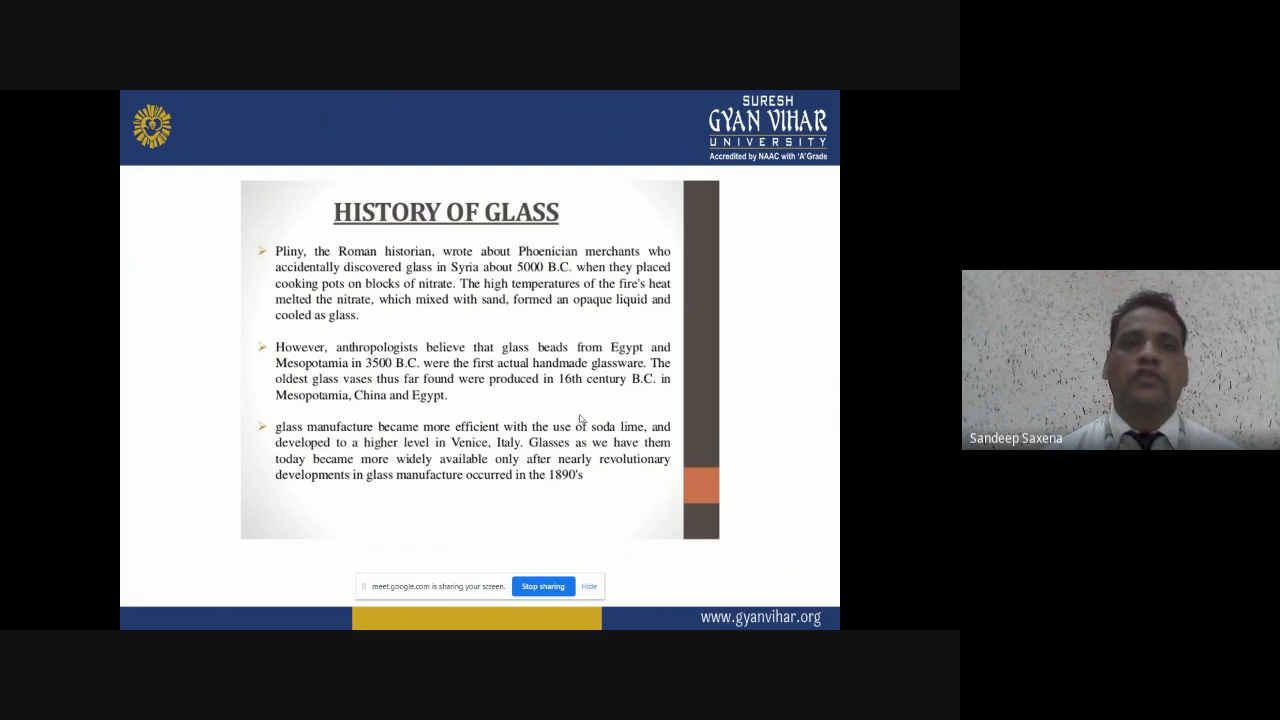 SURESH
GYAN VIHAR
UNIVERSITY
Accredited by NAAC with 'A' Grade
HISTORY OF GLASS
Pliny, the Roman historian, wrote about Phoenician merchants who
accidentally discovered glass in Syria about 5000 B.C. when they placed
cooking pots on blocks of nitrate. The high temperatures of the fire's heat
melted the nitrate, which mixed with sand, formed an opaque liquid and
cooled as glass.
However, anthropologists believe that glass beads from Egypt and
Mesopotamia in 3500 B.C. were the first actual handmade glassware. The
oldest glass vases thus far found were produced in 16th century B.C. in
Mesopotamia, China and Egypt.
glass manufacture became more efficient with the use of soda lime, and
developed to a higher level in Venice, Italy. Glasses as we have them
today became more widely available only after nearly revolutionary
developments in glass manufacture occurred in the 1890's
Sandeep Saxena
meet.google.com is sharing your screen. Stop sharing Hide
www.gyanvihar.org